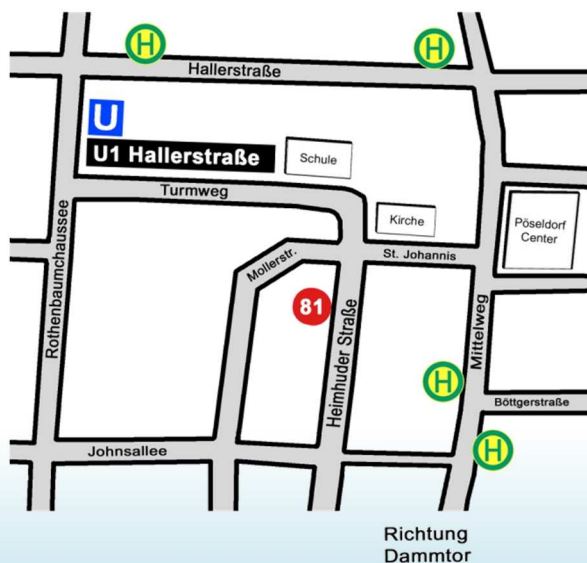 H
H
Hallerstraße
U
U1 Hallerstraße
Schule
Turmweg
Kirche
Pöseldorf
Center
St. Johannis
Mollerstr.
Rothenbaumchaussee
81
Heimhuder Straße
Mittelweg
H
Böttgerstraße
Johnsallee
H
Richtung
Dammtor